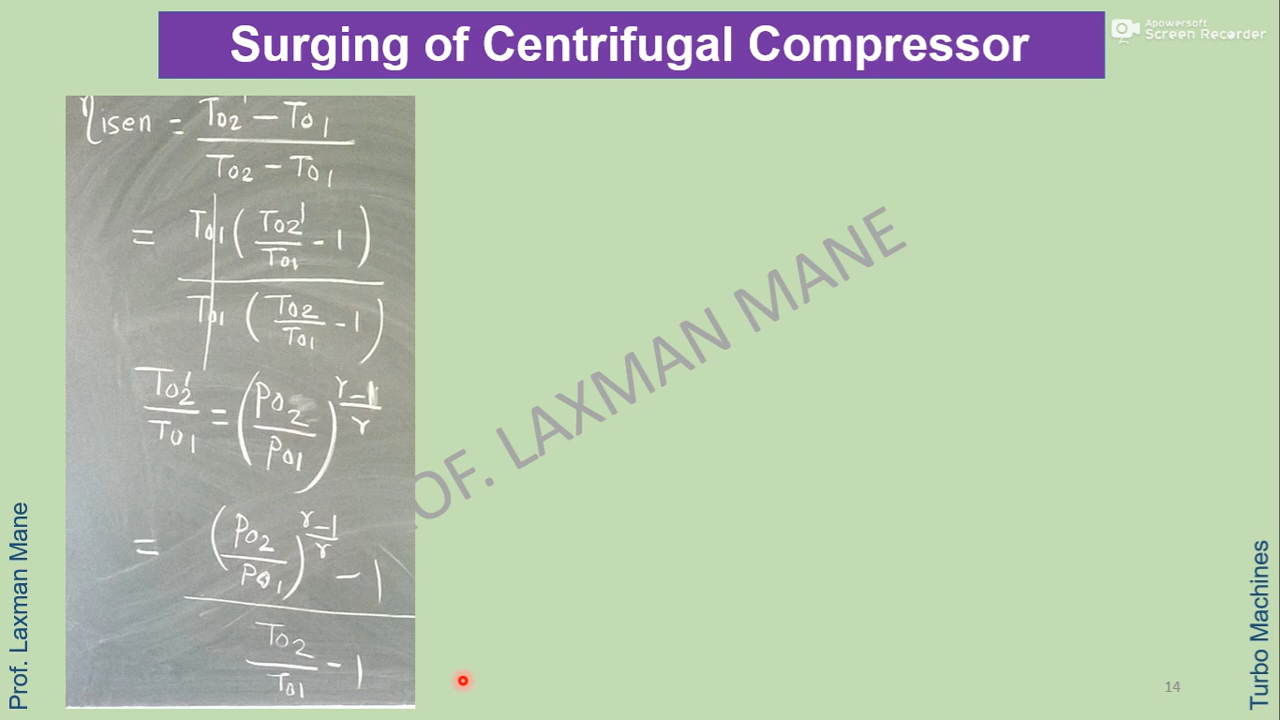 Surging of Centrifugal Compressor
Apowersoft
Screen Recorder
ηisen = T02' - T01
T02 - T01
= T01 ( T02' / T01 - 1 )
T01 ( T02 / T01 - 1 )
T02' / T01 = ( P02 / P01 )^ γ-1 / γ
= ( P02 / P01 )^ γ-1 / γ - 1
T02 / T01 - 1
OF. LAXMAN MANE
Prof. Laxman Mane
Turbo Machines
14